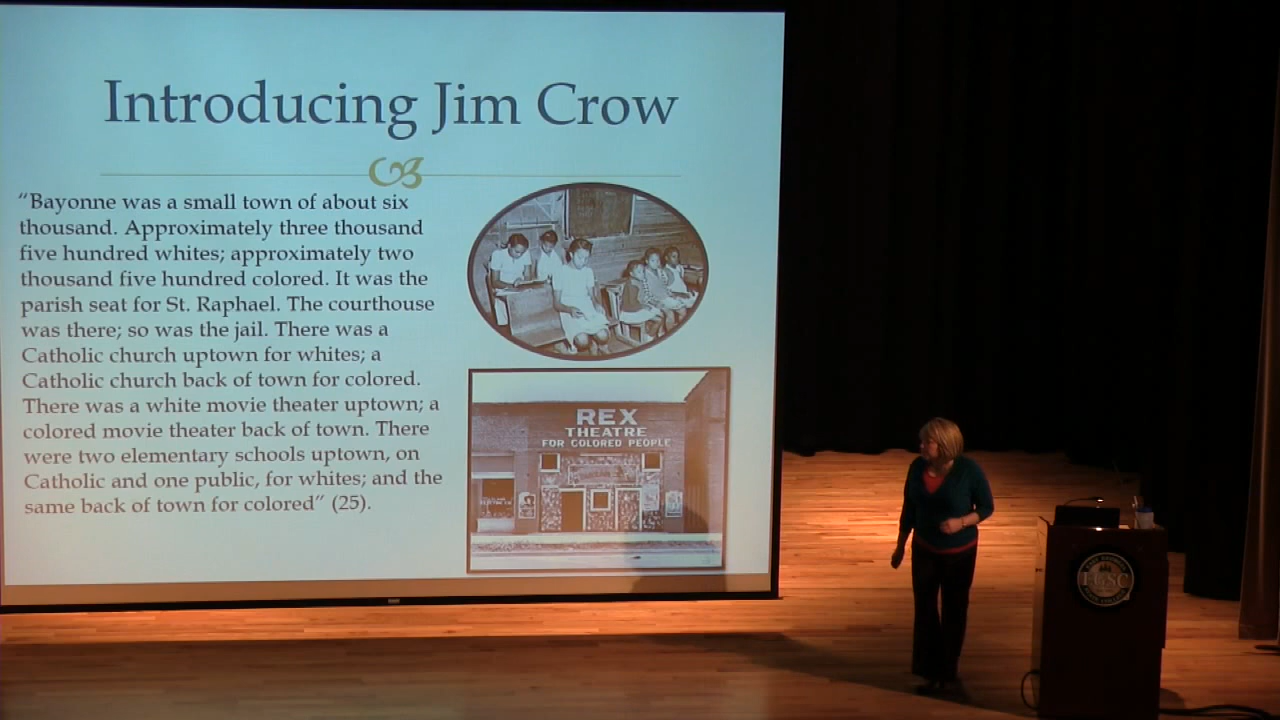 Introducing Jim Crow
“Bayonne was a small town of about six
thousand. Approximately three thousand
five hundred whites; approximately two
thousand five hundred colored. It was the
parish seat for St. Raphael. The courthouse
was there; so was the jail. There was a
Catholic church uptown for whites; a
Catholic church back of town for colored.
There was a white movie theater uptown; a
colored movie theater back of town. There
were two elementary schools uptown, on
Catholic and one public, for whites; and the
same back of town for colored” (25).
REX
THEATRE
FOR COLORED PEOPLE